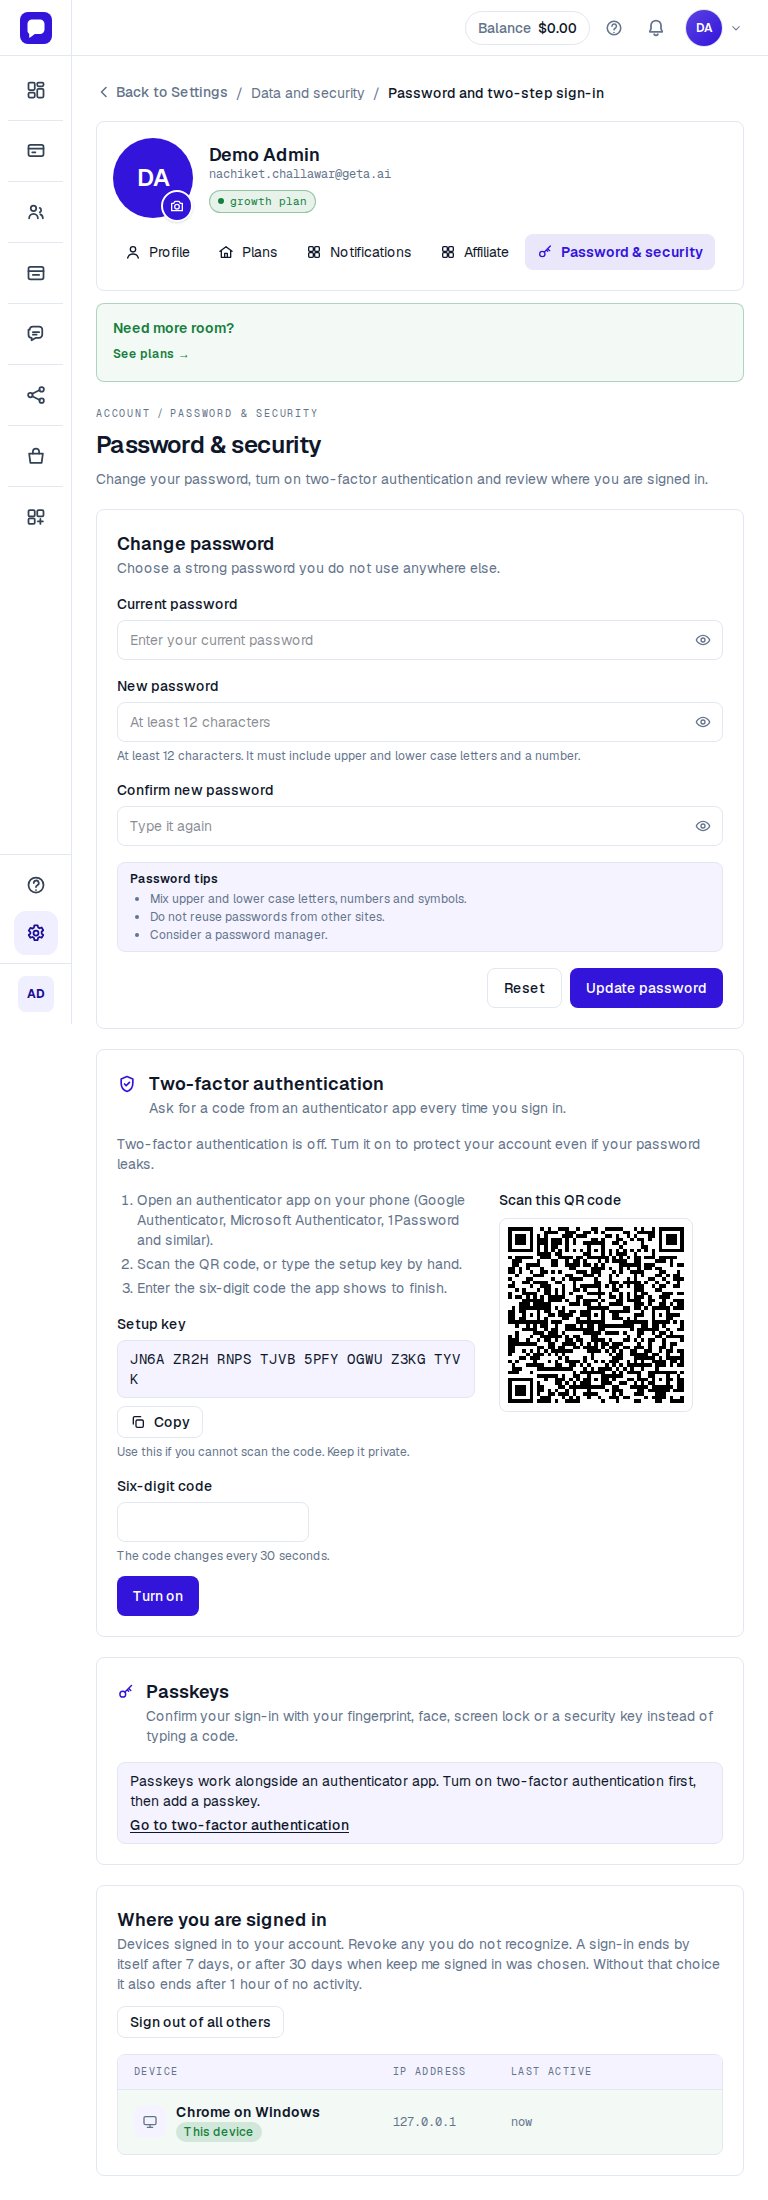 Balance $0.00
DA
Back to Settings / Data and security / Password and two-step sign-in
DA
Demo Admin
nachiket.challawar@geta.ai
growth plan
Profile
Plans
Notifications
Affiliate
Password & security
Need more room?
See plans →
ACCOUNT / PASSWORD & SECURITY
Password & security
Change your password, turn on two-factor authentication and review where you are signed in.
Change password
Choose a strong password you do not use anywhere else.
Current password
Enter your current password
New password
At least 12 characters
At least 12 characters. It must include upper and lower case letters and a number.
Confirm new password
Type it again
Password tips
• Mix upper and lower case letters, numbers and symbols.
• Do not reuse passwords from other sites.
• Consider a password manager.
Reset
Update password
AD
Two-factor authentication
Ask for a code from an authenticator app every time you sign in.
Two-factor authentication is off. Turn it on to protect your account even if your password
leaks.
1. Open an authenticator app on your phone (Google
Authenticator, Microsoft Authenticator, 1Password
and similar).
2. Scan the QR code, or type the setup key by hand.
3. Enter the six-digit code the app shows to finish.
Scan this QR code
Setup key
JN6A ZR2H RNPS TJVB 5PFY OGWU Z3KG TYV
K
Copy
Use this if you cannot scan the code. Keep it private.
Six-digit code
The code changes every 30 seconds.
Turn on
Passkeys
Confirm your sign-in with your fingerprint, face, screen lock or a security key instead of
typing a code.
Passkeys work alongside an authenticator app. Turn on two-factor authentication first,
then add a passkey.
Go to two-factor authentication
Where you are signed in
Devices signed in to your account. Revoke any you do not recognize. A sign-in ends by
itself after 7 days, or after 30 days when keep me signed in was chosen. Without that choice
it also ends after 1 hour of no activity.
Sign out of all others
DEVICE IP ADDRESS LAST ACTIVE
Chrome on Windows
This device
127.0.0.1
now